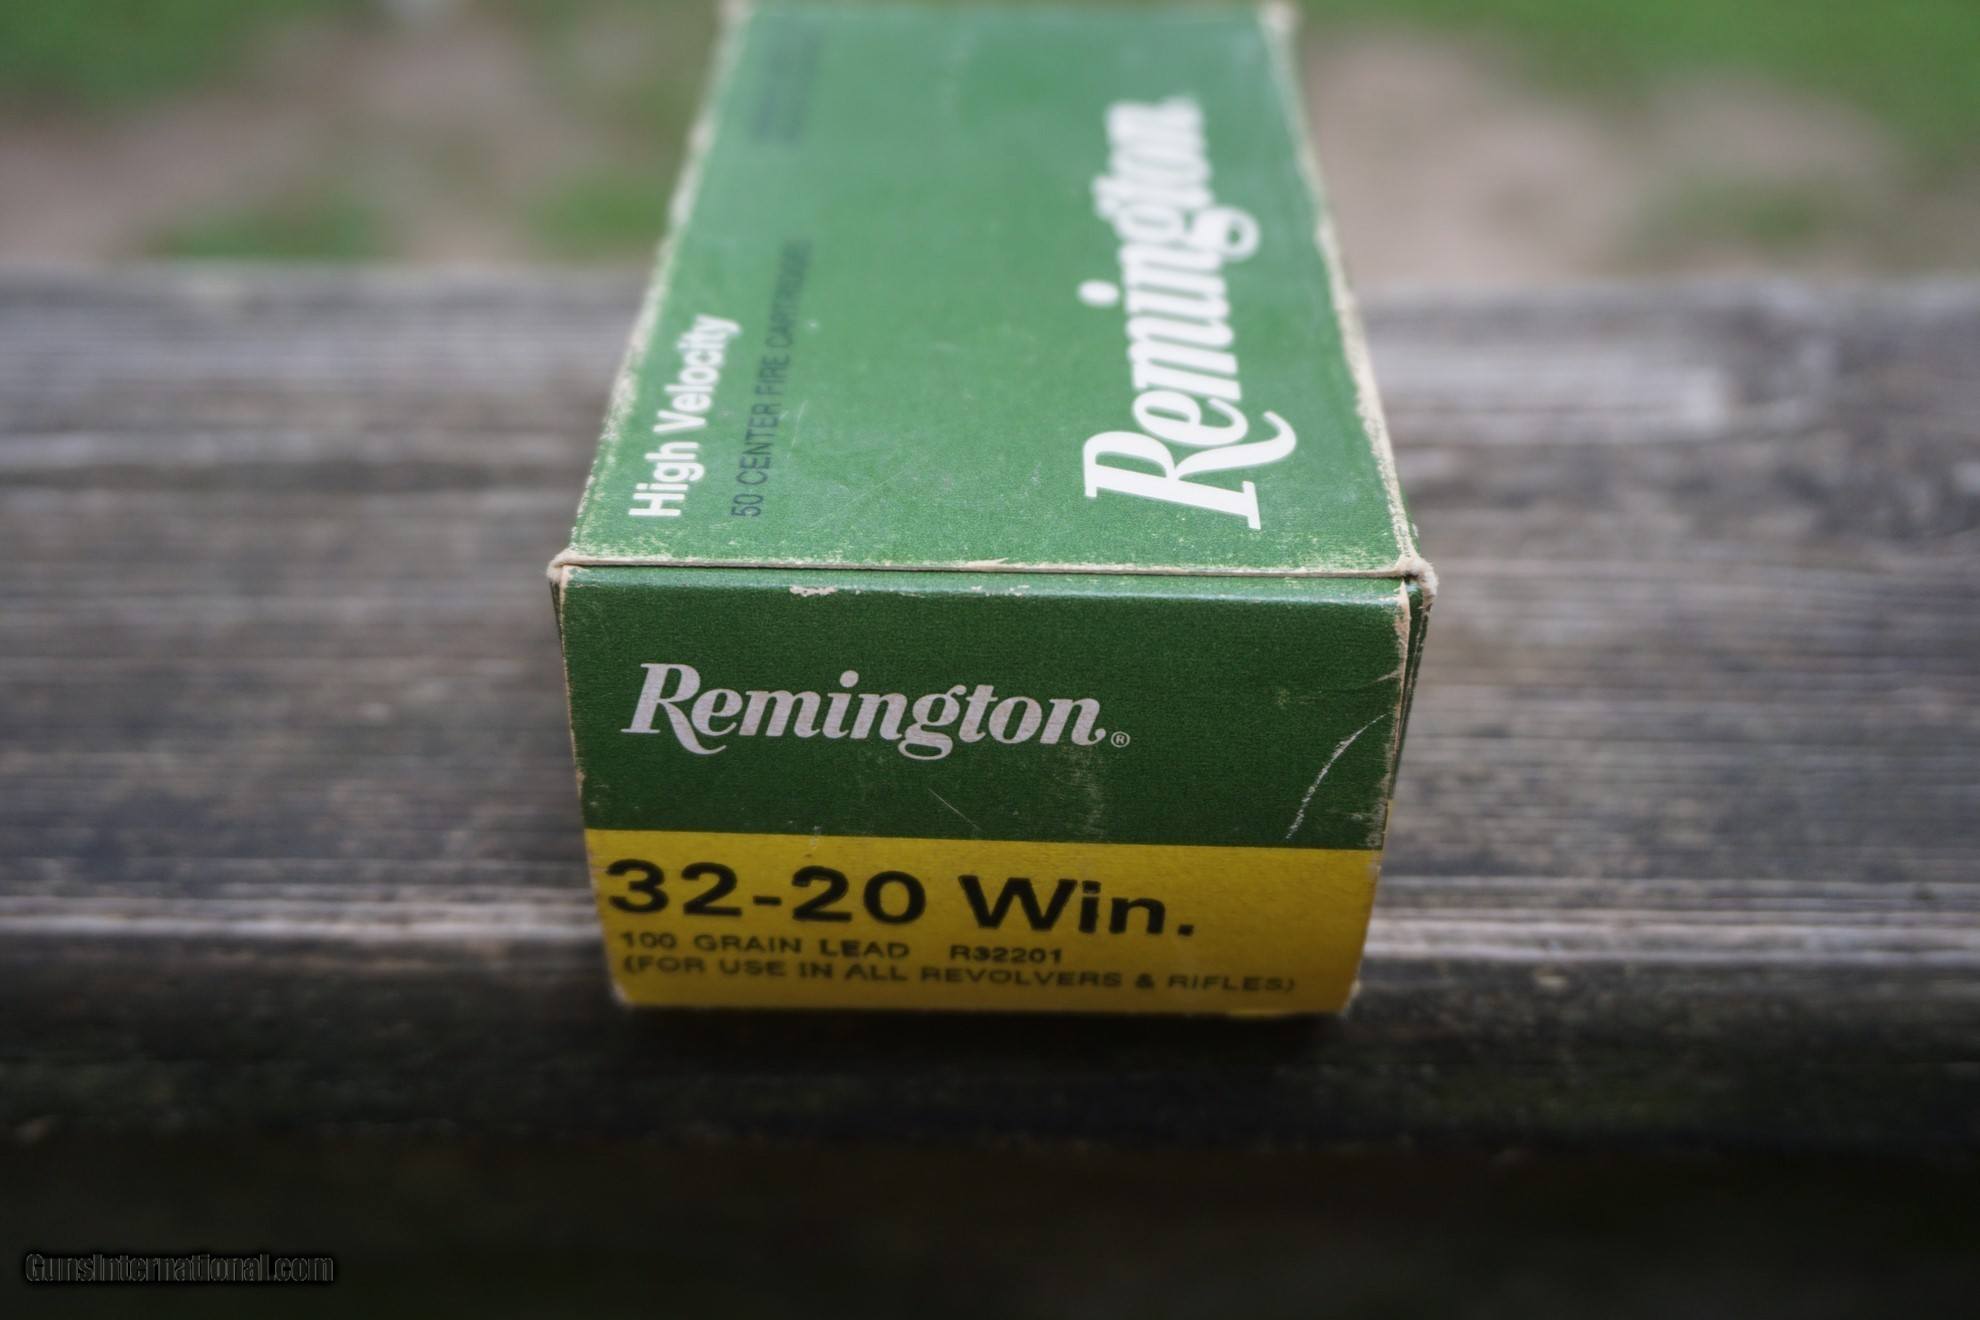 High Velocity
50 CENTER FIRE CARTRIDGES
Remington
Remington®
32-20 Win.
100 GRAIN LEAD R32201
(FOR USE IN ALL REVOLVERS & RIFLES)
GunsInternational.com